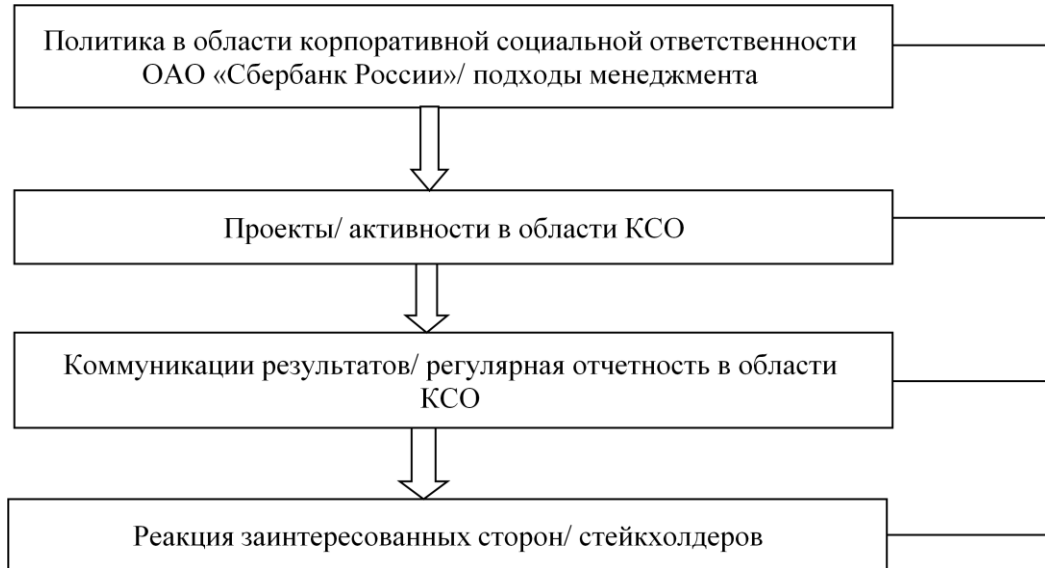 Политика в области корпоративной социальной ответственности
ОАО «Сбербанк России»/ подходы менеджмента
Проекты/ активности в области КСО
Коммуникации результатов/ регулярная отчетность в области
КСО
Реакция заинтересованных сторон/ стейкхолдеров